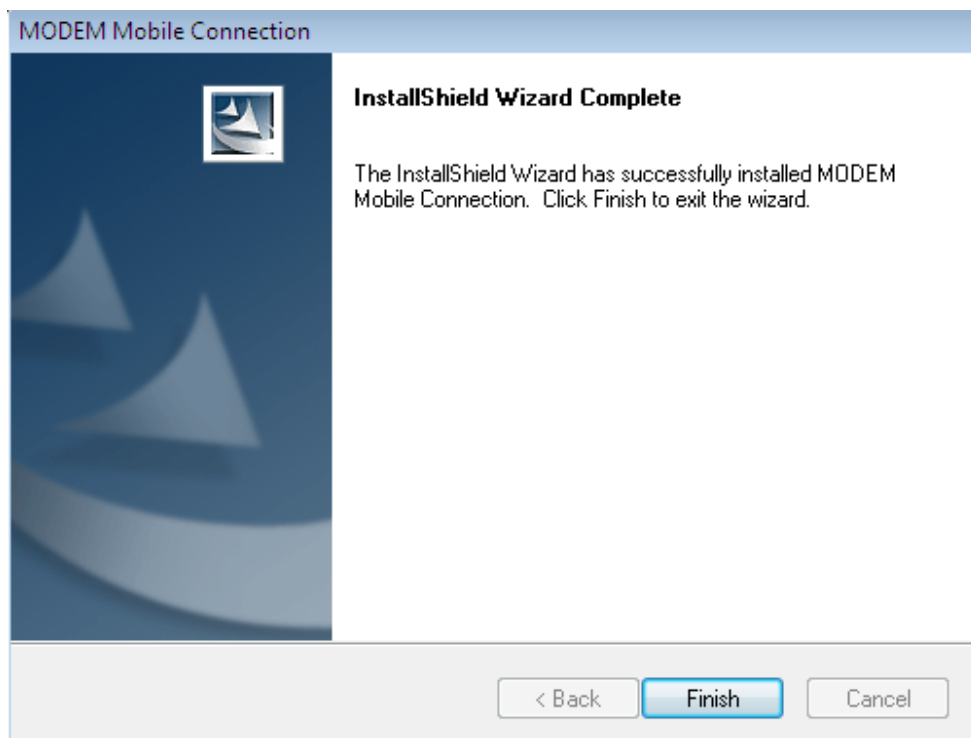 MODEM Mobile Connection
InstallShield Wizard Complete
The InstallShield Wizard has successfully installed MODEM
Mobile Connection. Click Finish to exit the wizard.
< Back
Finish
Cancel